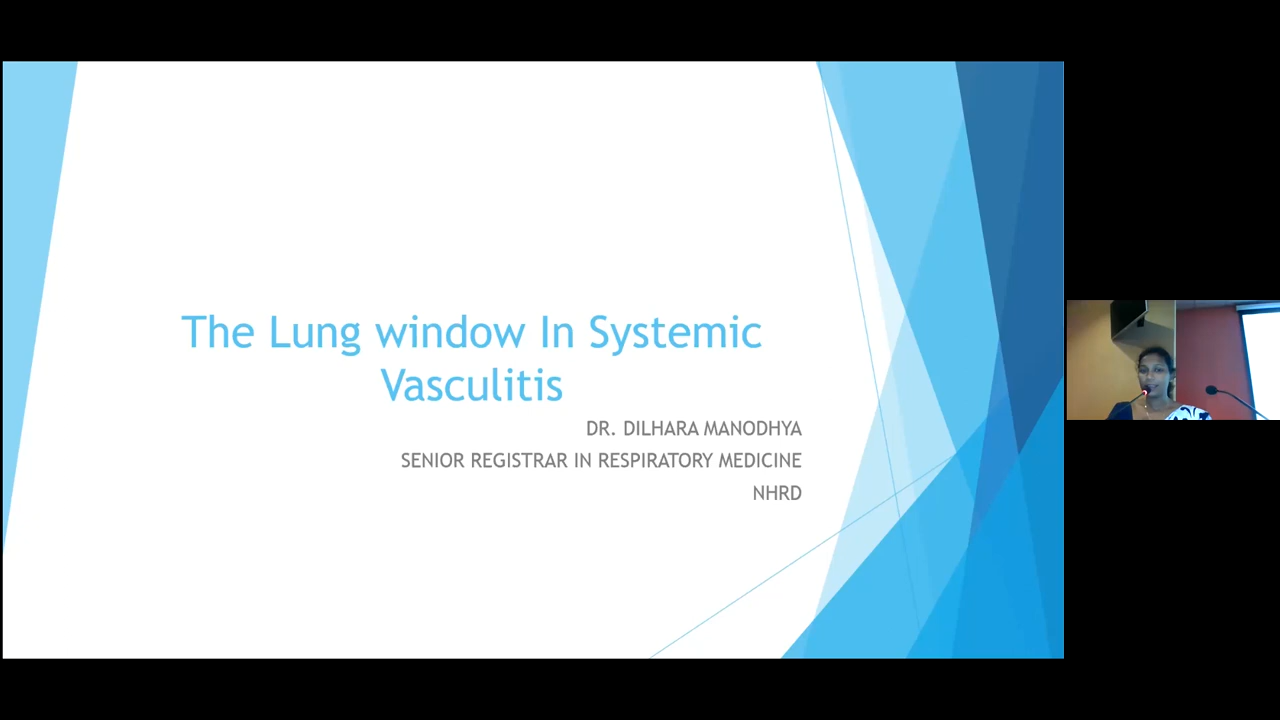 The Lung window In Systemic
Vasculitis
DR. DILHARA MANODHYA
SENIOR REGISTRAR IN RESPIRATORY MEDICINE
NHRD